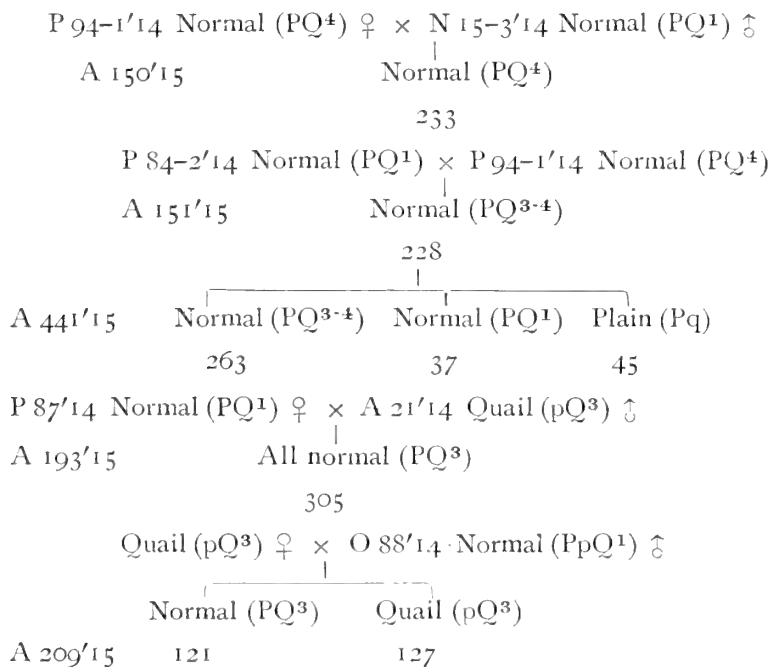 P 94–1'14 Normal (PQ⁴) ♀ × N 15–3'14 Normal (PQ¹) ♂
A 150'15 Normal (PQ⁴)
233
P 84–2'14 Normal (PQ¹) × P 94–1'14 Normal (PQ⁴)
A 151'15 Normal (PQ³⁻⁴)
228
A 441'15 Normal (PQ³⁻⁴) Normal (PQ¹) Plain (Pq)
263 37 45
P 87'14 Normal (PQ¹) ♀ × A 21'14 Quail (pQ³) ♂
A 193'15 All normal (PQ³)
305
Quail (pQ³) ♀ × O 88'14 · Normal (PpQ¹) ♂
Normal (PQ³) Quail (pQ³)
A 209'15 121 127